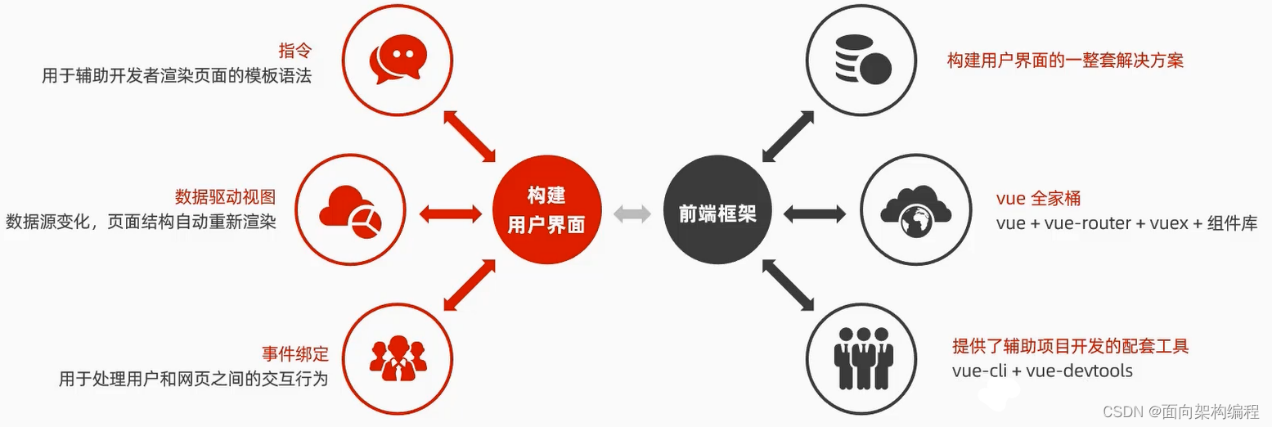 指令
用于辅助开发者渲染页面的模板语法
数据驱动视图
数据源变化，页面结构自动重新渲染
事件绑定
用于处理用户和网页之间的交互行为
构建
用户界面
前端框架
构建用户界面的一整套解决方案
vue 全家桶
vue + vue-router + vuex + 组件库
提供了辅助项目开发的配套工具
vue-cli + vue-devtools
CSDN @面向架构编程